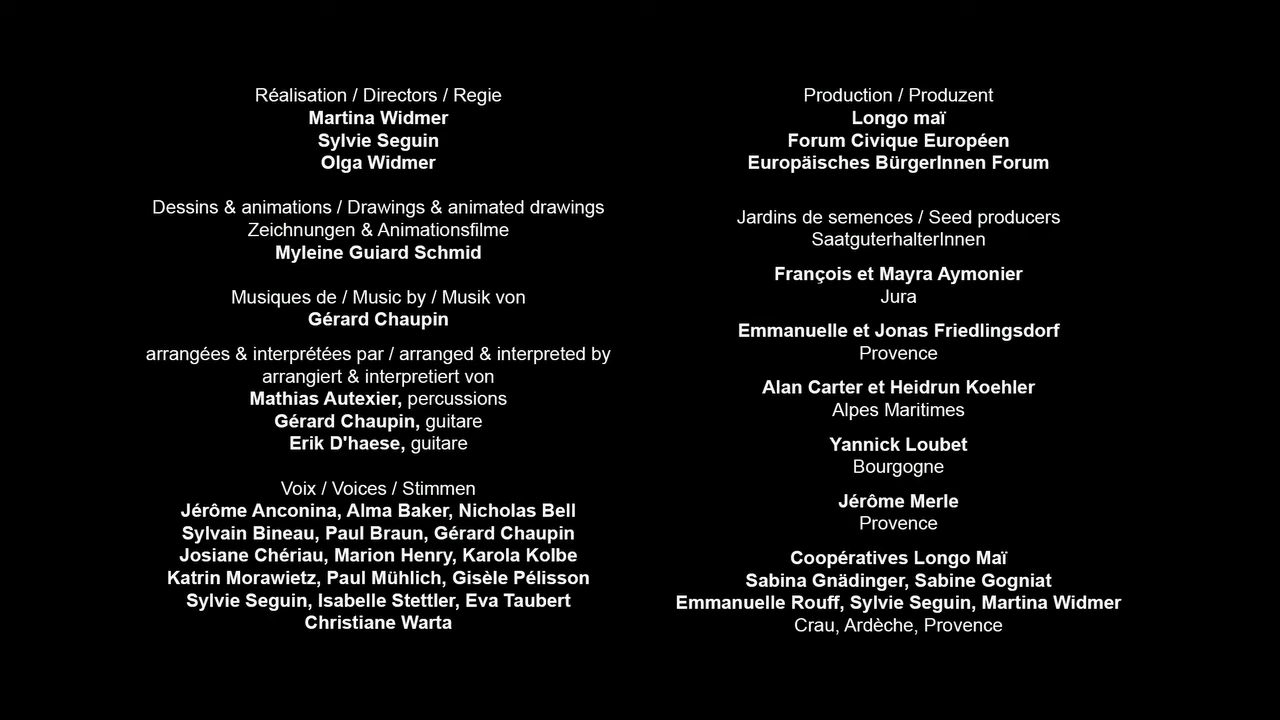 Réalisation / Directors / Regie
Martina Widmer
Sylvie Seguin
Olga Widmer
Dessins & animations / Drawings & animated drawings
Zeichnungen & Animationsfilme
Myleine Guiard Schmid
Musiques de / Music by / Musik von
Gérard Chaupin
arrangées & interprétées par / arranged & interpreted by
arrangiert & interpretiert von
Mathias Autexier, percussions
Gérard Chaupin, guitare
Erik D'haese, guitare
Voix / Voices / Stimmen
Jérôme Anconina, Alma Baker, Nicholas Bell
Sylvain Bineau, Paul Braun, Gérard Chaupin
Josiane Chériau, Marion Henry, Karola Kolbe
Katrin Morawietz, Paul Mühlich, Gisèle Pélisson
Sylvie Seguin, Isabelle Stettler, Eva Taubert
Christiane Warta
Production / Produzent
Longo maï
Forum Civique Européen
Europäisches BürgerInnen Forum
Jardins de semences / Seed producers
SaatguterhalterInnen
François et Mayra Aymonier
Jura
Emmanuelle et Jonas Friedlingsdorf
Provence
Alan Carter et Heidrun Koehler
Alpes Maritimes
Yannick Loubet
Bourgogne
Jérôme Merle
Provence
Coopératives Longo Maï
Sabina Gnädinger, Sabine Gogniat
Emmanuelle Rouff, Sylvie Seguin, Martina Widmer
Crau, Ardèche, Provence